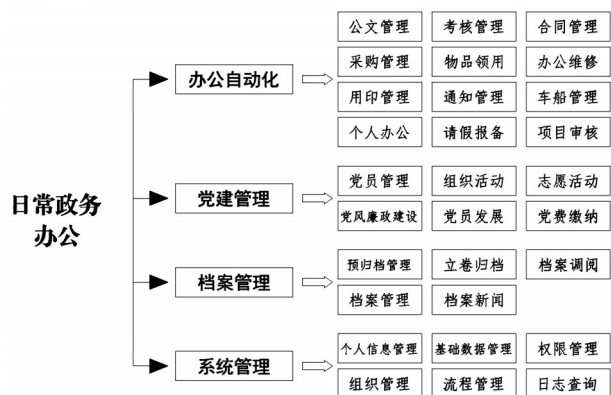 日常政务
办公
办公自动化
公文管理 考核管理 合同管理
采购管理 物品领用 办公维修
用印管理 通知管理 车船管理
个人办公 请假报备 项目审核
党建管理
党员管理 组织活动 志愿活动
党风廉政建设 党员发展 党费缴纳
档案管理
预归档管理 立卷归档 档案调阅
档案管理 档案新闻
系统管理
个人信息管理 基础数据管理 权限管理
组织管理 流程管理 日志查询